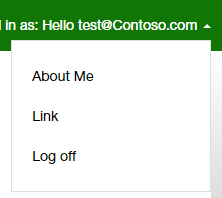 in as: Hello test@Contoso.com
About Me
Link
Log off